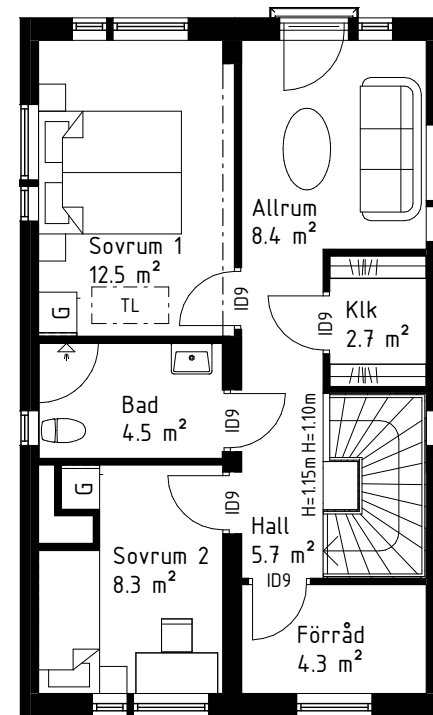 Allrum
8.4 m²
Sovrum 1
12.5 m²
G
TL
ID9
ID9
Klk
2.7 m²
Bad
4.5 m²
ID9
H=1.15m H=1.10m
G
ID9
Hall
5.7 m²
Sovrum 2
8.3 m²
ID9
Förråd
4.3 m²